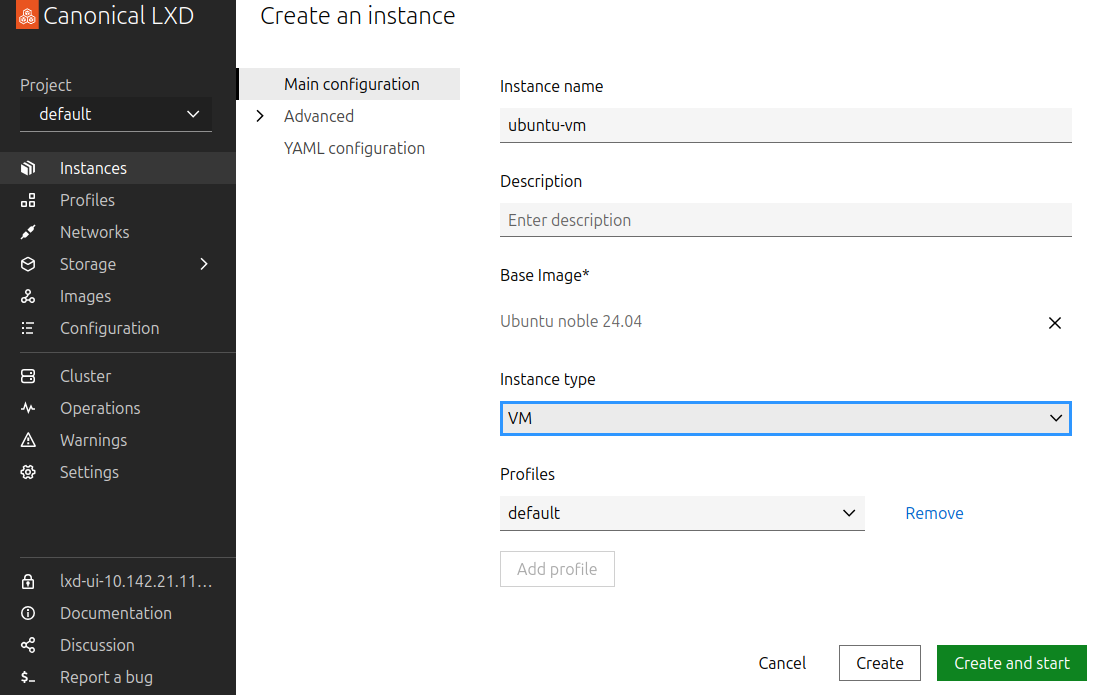 Canonical LXD
Project
default
Instances
Profiles
Networks
Storage
Images
Configuration
Cluster
Operations
Warnings
Settings
lxd-ui-10.142.21.11...
Documentation
Discussion
Report a bug
Create an instance
Main configuration
Advanced
YAML configuration
Instance name
ubuntu-vm
Description
Enter description
Base Image*
Ubuntu noble 24.04
Instance type
VM
Profiles
default
Remove
Add profile
Cancel
Create
Create and start